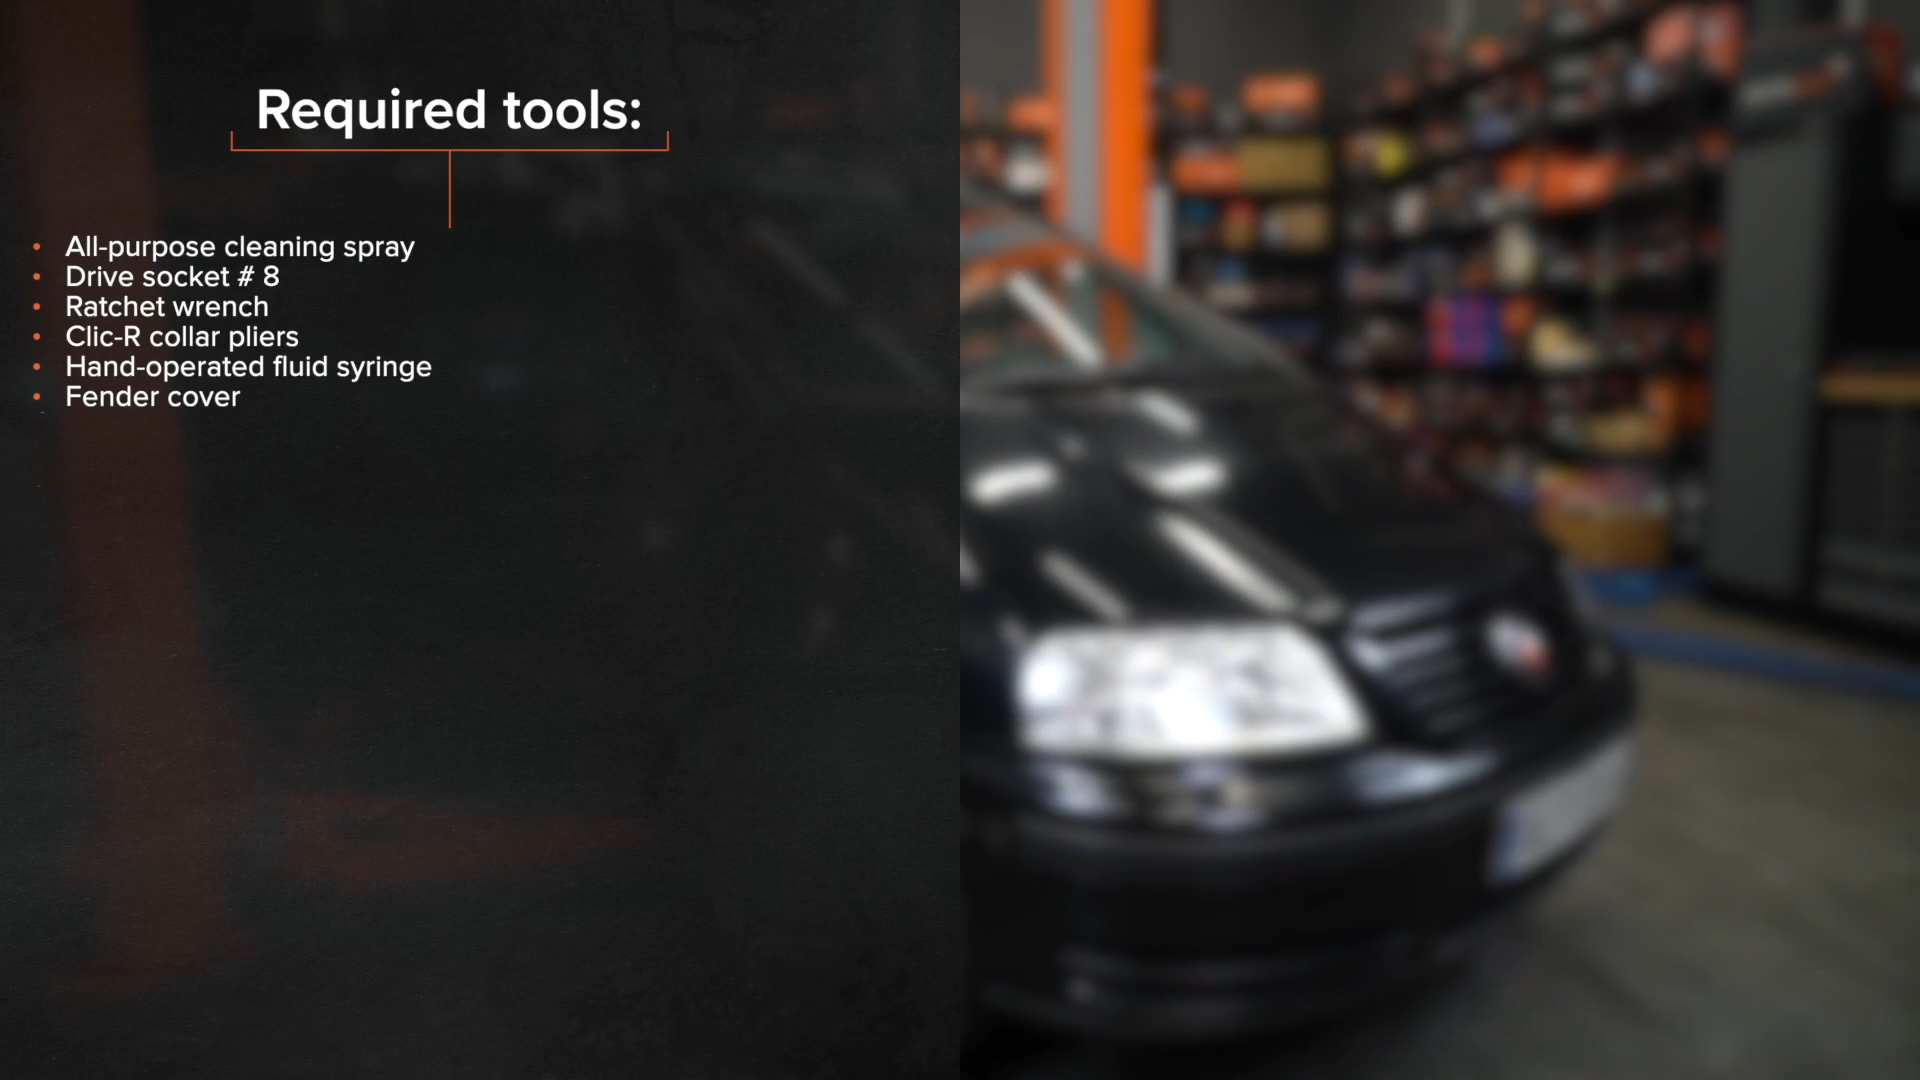 Required tools:
• All-purpose cleaning spray
• Drive socket # 8
• Ratchet wrench
• Clic-R collar pliers
• Hand-operated fluid syringe
• Fender cover